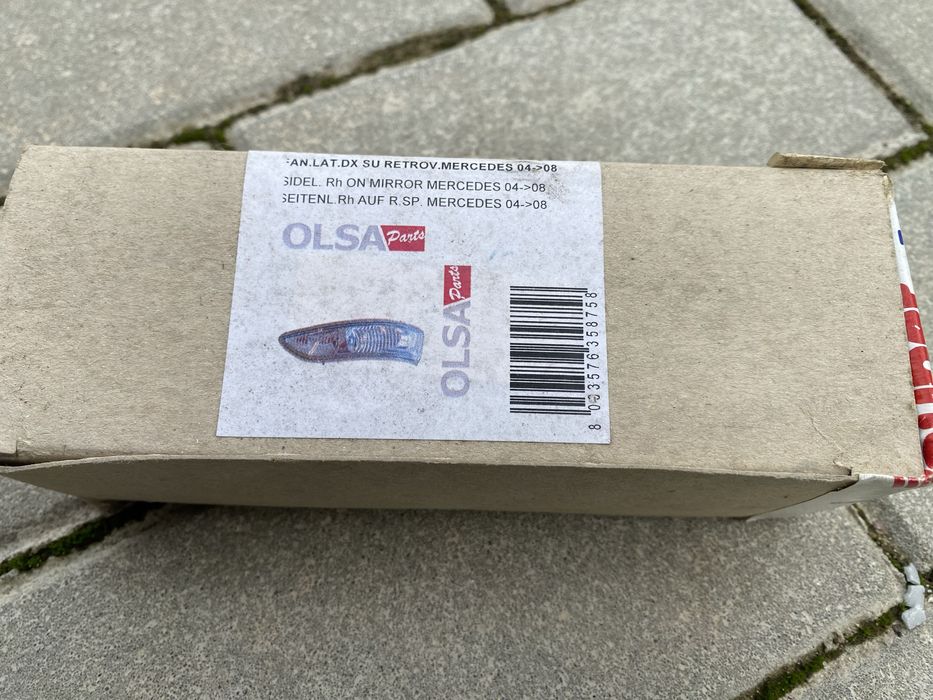 FAN.LAT.DX SU RETROV.MERCEDES 04->08
SIDEL. Rh ON MIRROR MERCEDES 04->08
SEITENL.Rh AUF R.SP. MERCEDES 04->08
OLSA Parts
OLSA Parts
8 033576 358758